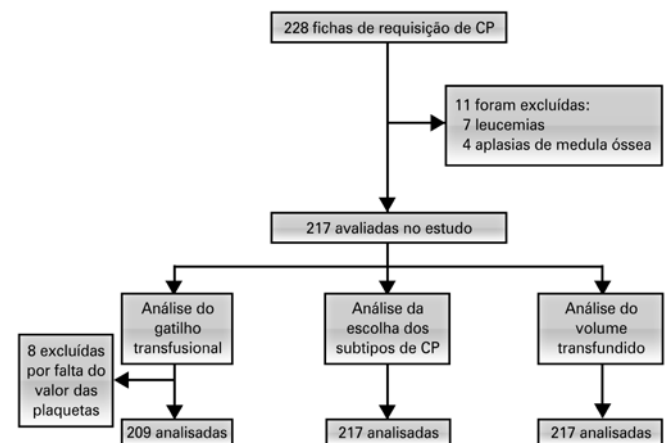 228 fichas de requisição de CP
11 foram excluídas:
7 leucemias
4 aplasias de medula óssea
217 avaliadas no estudo
Análise do
gatilho
transfusional
Análise da
escolha dos
subtipos de CP
Análise do
volume
transfundido
8 excluídas
por falta do
valor das
plaquetas
209 analisadas
217 analisadas
217 analisadas